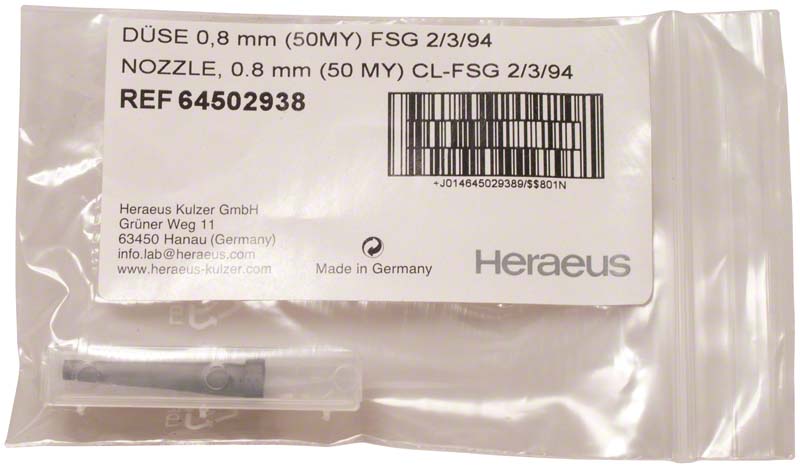 DÜSE 0,8 mm (50MY) FSG 2/3/94
NOZZLE, 0.8 mm (50 MY) CL-FSG 2/3/94
REF 64502938
+J014645029389/$$801N
Heraeus Kulzer GmbH
Grüner Weg 11
63450 Hanau (Germany)
info.lab@heraeus.com
www.heraeus-kulzer.com
Made in Germany
Heraeus